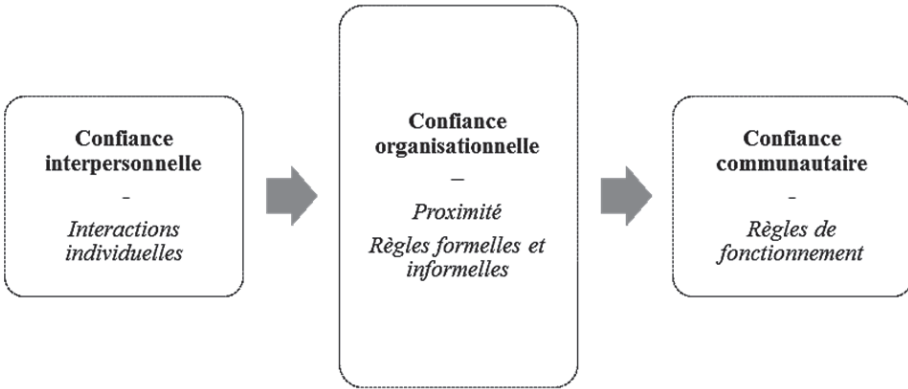 Confiance
interpersonnelle
-
Interactions
individuelles
Confiance
organisationnelle
–
Proximité
Règles formelles et
informelles
Confiance
communautaire
-
Règles de
fonctionnement